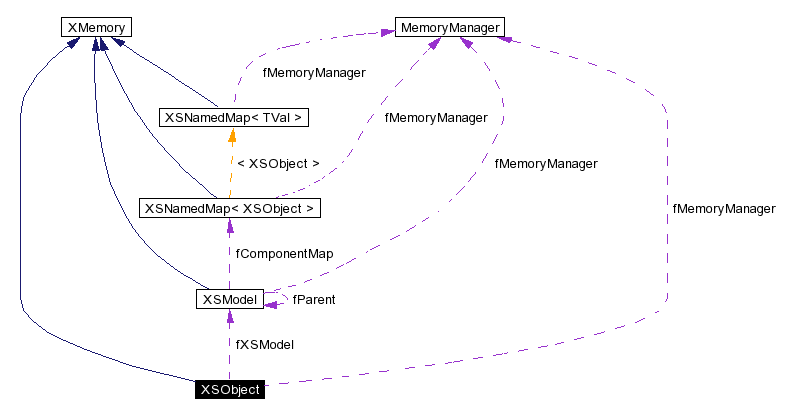 XMemory
MemoryManager
fMemoryManager
XSNamedMap< TVal >
fMemoryManager
< XSObject >
fMemoryManager
XSNamedMap< XSObject >
fMemoryManager
fComponentMap
XSModel
fParent
fXSModel
XSObject